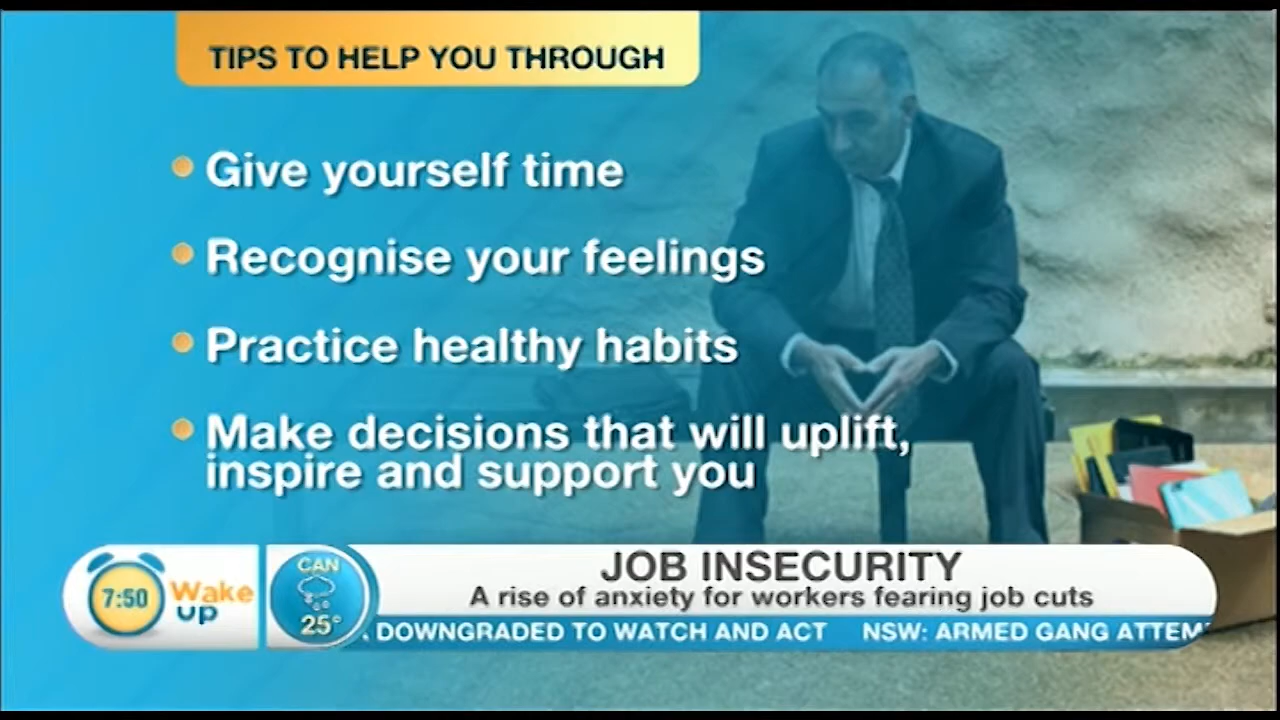 TIPS TO HELP YOU THROUGH
Give yourself time
Recognise your feelings
Practice healthy habits
Make decisions that will uplift,
inspire and support you
7:50
Wake
up
CAN
25°
JOB INSECURITY
A rise of anxiety for workers fearing job cuts
DOWNGRADED TO WATCH AND ACT NSW: ARMED GANG